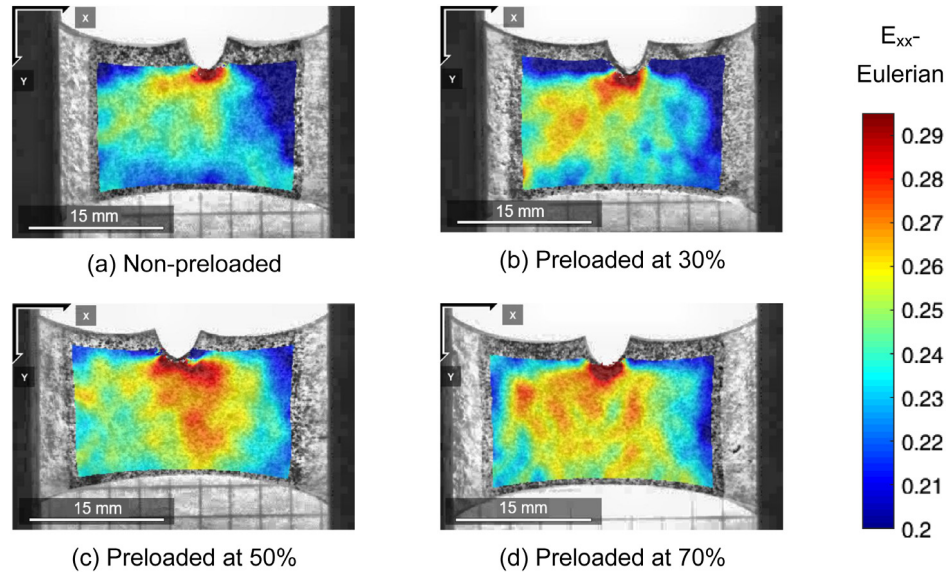 X
Y
15 mm
(a) Non-preloaded
X
Y
15 mm
(b) Preloaded at 30%
X
Y
15 mm
(c) Preloaded at 50%
X
Y
15 mm
(d) Preloaded at 70%
Exx-
Eulerian
0.29
0.28
0.27
0.26
0.25
0.24
0.23
0.22
0.21
0.2